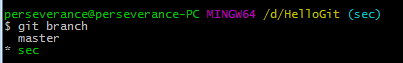 perseverance@perseverance-PC MINGW64 /d/HelloGit (sec)
$ git branch
  master
* sec